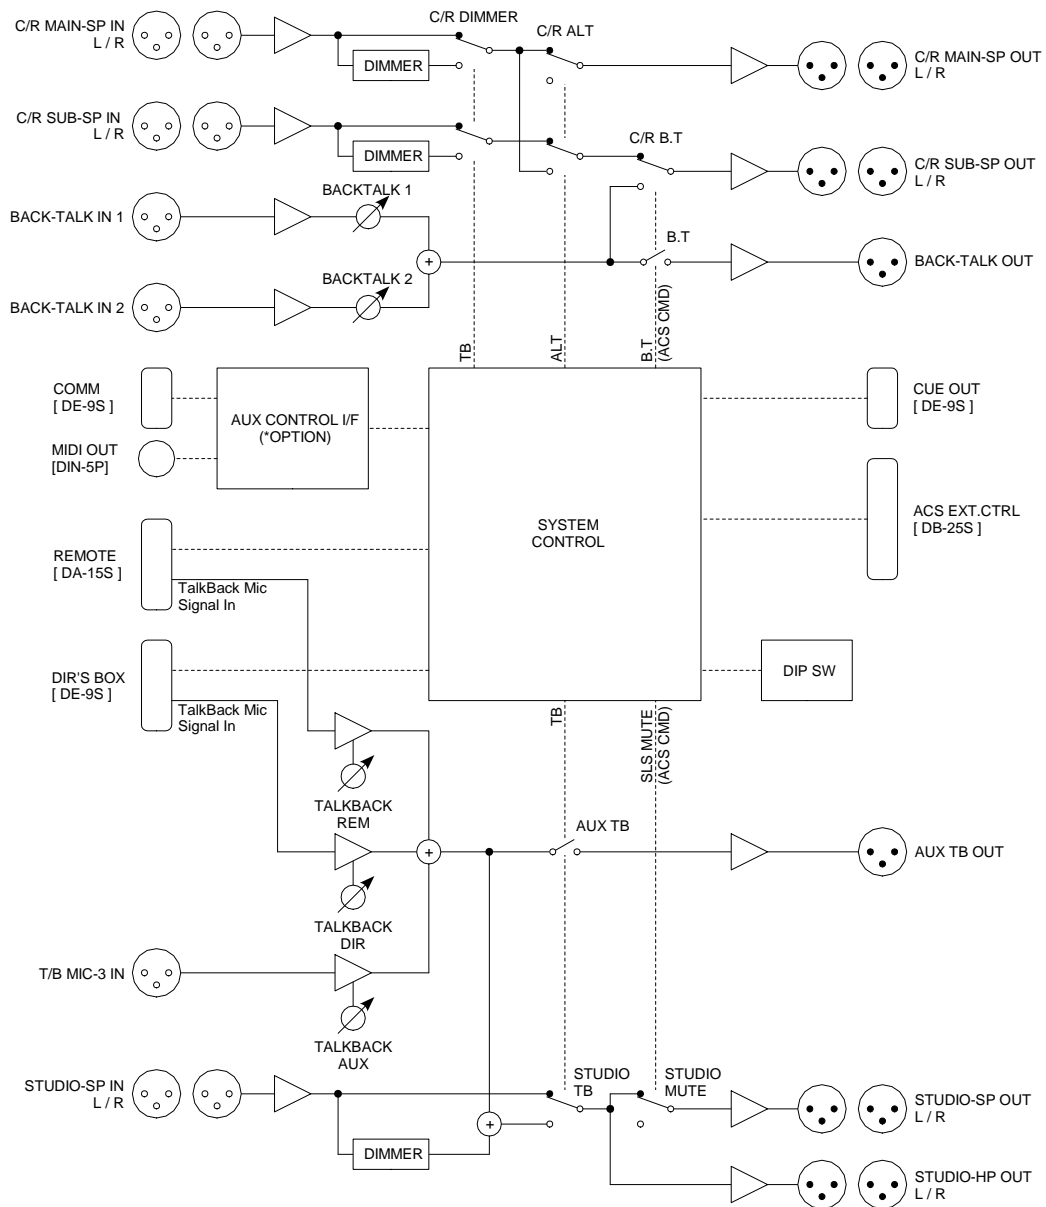 C/R MAIN-SP IN
L / R
C/R DIMMER
C/R ALT
DIMMER
C/R MAIN-SP OUT
L / R
C/R SUB-SP IN
L / R
DIMMER
C/R B.T
C/R SUB-SP OUT
L / R
BACK-TALK IN 1
BACKTALK 1
B.T
BACK-TALK OUT
BACK-TALK IN 2
BACKTALK 2
TB
ALT
B.T
(ACS CMD)
COMM
[ DE-9S ]
AUX CONTROL I/F
(*OPTION)
MIDI OUT
[DIN-5P]
CUE OUT
[ DE-9S ]
SYSTEM
CONTROL
ACS EXT.CTRL
[ DB-25S ]
REMOTE
[ DA-15S ]
TalkBack Mic
Signal In
DIR'S BOX
[ DE-9S ]
TalkBack Mic
Signal In
DIP SW
TB
SLS MUTE
(ACS CMD)
TALKBACK
REM
AUX TB
AUX TB OUT
TALKBACK
DIR
T/B MIC-3 IN
TALKBACK
AUX
STUDIO-SP IN
L / R
DIMMER
STUDIO
TB
STUDIO
MUTE
STUDIO-SP OUT
L / R
STUDIO-HP OUT
L / R